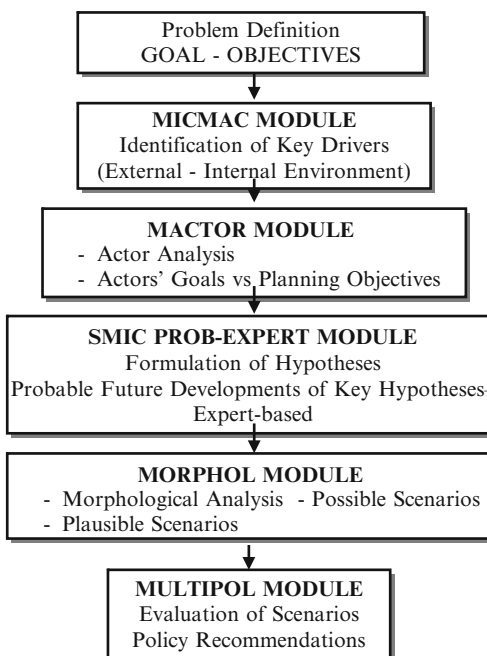 Problem Definition
GOAL - OBJECTIVES
MICMAC MODULE
Identification of Key Drivers
(External - Internal Environment)
MACTOR MODULE
- Actor Analysis
- Actors' Goals vs Planning Objectives
SMIC PROB-EXPERT MODULE
Formulation of Hypotheses
Probable Future Developments of Key Hypotheses-
Expert-based
MORPHOL MODULE
- Morphological Analysis - Possible Scenarios
- Plausible Scenarios
MULTIPOL MODULE
Evaluation of Scenarios
Policy Recommendations